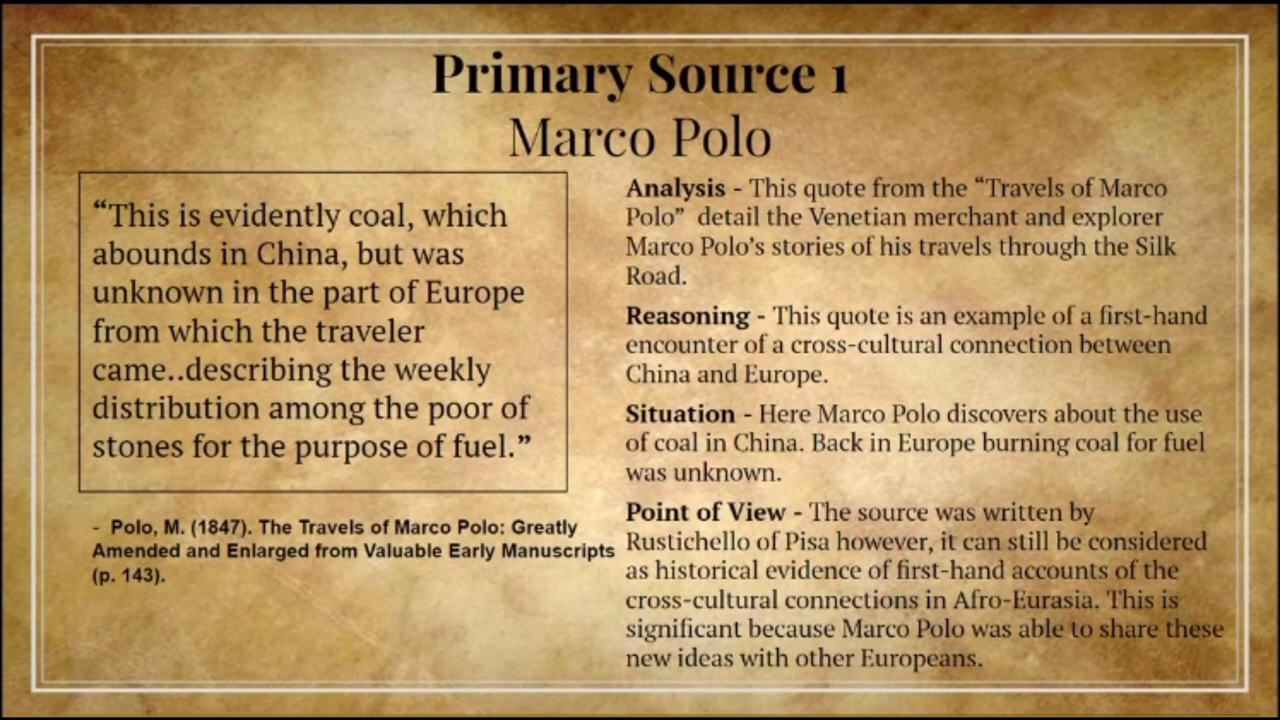 Primary Source 1
Marco Polo
“This is evidently coal, which
abounds in China, but was
unknown in the part of Europe
from which the traveler
came..describing the weekly
distribution among the poor of
stones for the purpose of fuel.”
- Polo, M. (1847). The Travels of Marco Polo: Greatly
Amended and Enlarged from Valuable Early Manuscripts
(p. 143).
Analysis - This quote from the “Travels of Marco
Polo” detail the Venetian merchant and explorer
Marco Polo’s stories of his travels through the Silk
Road.
Reasoning - This quote is an example of a first-hand
encounter of a cross-cultural connection between
China and Europe.
Situation - Here Marco Polo discovers about the use
of coal in China. Back in Europe burning coal for fuel
was unknown.
Point of View - The source was written by
Rustichello of Pisa however, it can still be considered
as historical evidence of first-hand accounts of the
cross-cultural connections in Afro-Eurasia. This is
significant because Marco Polo was able to share these
new ideas with other Europeans.